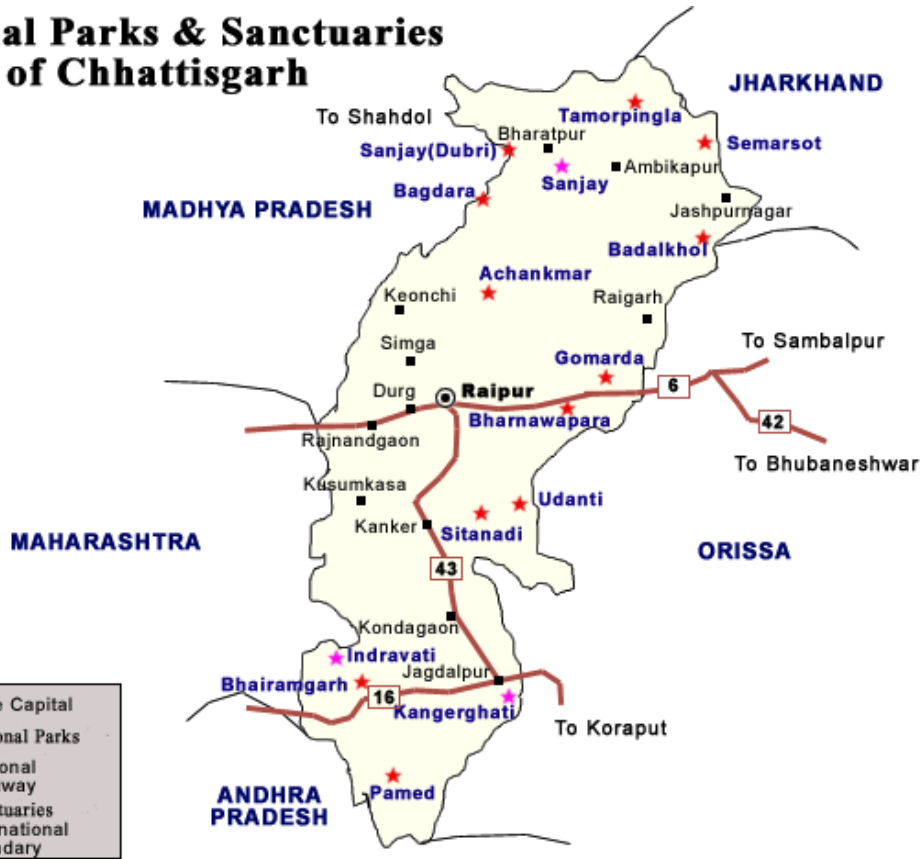 al Parks & Sanctuaries
of Chhattisgarh
JHARKHAND
To Shahdol
Tamorpingla
Bharatpur
Semarsot
Sanjay(Dubri)
Ambikapur
Sanjay
Bagdara
MADHYA PRADESH
Jashpurnagar
Badalkhol
Achankmar
Keonchi
Raigarh
Simga
To Sambalpur
Gomarda
6
Durg
Raipur
Bharnawapara
42
Rajnandgaon
To Bhubaneshwar
Kusumkasa
Udanti
Kanker
Sitanadi
MAHARASHTRA
ORISSA
43
Kondagaon
Indravati
Jagdalpur
Bhairamgarh
16
Kangerghati
e Capital
onal Parks
To Koraput
onal
way
Pamed
ANDHRA
PRADESH
tuaries
national
ndary